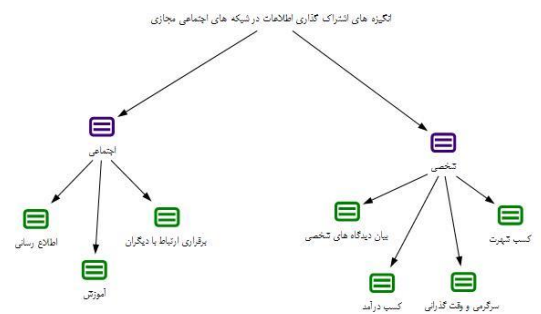 انگیزه های اشتراک گذاری اطلاعات در شبکه های اجتماعی مجازی
شخصی
اجتماعی
کسب شهرت
بیان دیدگاه های شخصی
برقراری ارتباط با دیگران
اطلاع رسانی
سرگرمی و وقت گذرانی
کسب درآمد
آموزش